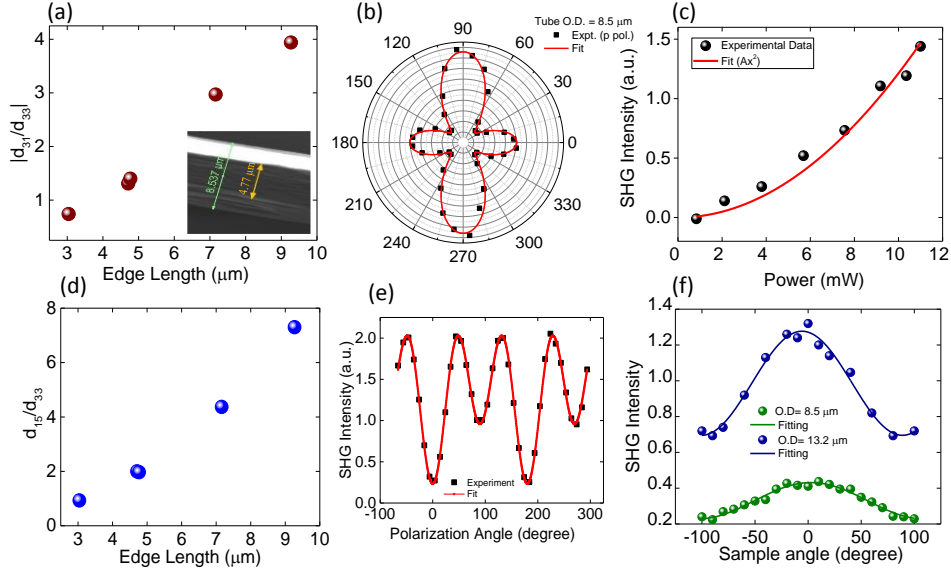 (a)
4
3
2
1
|d31/d33|
8.537 μm
4.77 μm
3 4 5 6 7 8 9 10
Edge Length (μm)
(b)
Tube O.D. = 8.5 μm
Expt. (p pol.)
Fit
90
120 60
30
180 0
210 330
240 300
270
(c)
Experimental Data
Fit (Ax²)
1.5
1.0
0.5
0.0
SHG Intensity (a.u.)
0 2 4 6 8 10 12
Power (mW)
(d)
8
6
4
2
0
d15/d33
3 4 5 6 7 8 9 10
Edge Length (μm)
(e)
2.0
1.5
1.0
0.5
0.0
SHG Intensity (a.u.)
Experiment
Fit
-100 0 100 200 300
Polarization Angle (degree)
(f)
1.4
1.2
1.0
0.8
0.6
0.4
0.2
SHG Intensity
O.D= 8.5 μm
Fitting
O.D= 13.2 μm
Fitting
-100 -50 0 50 100
Sample angle (degree)